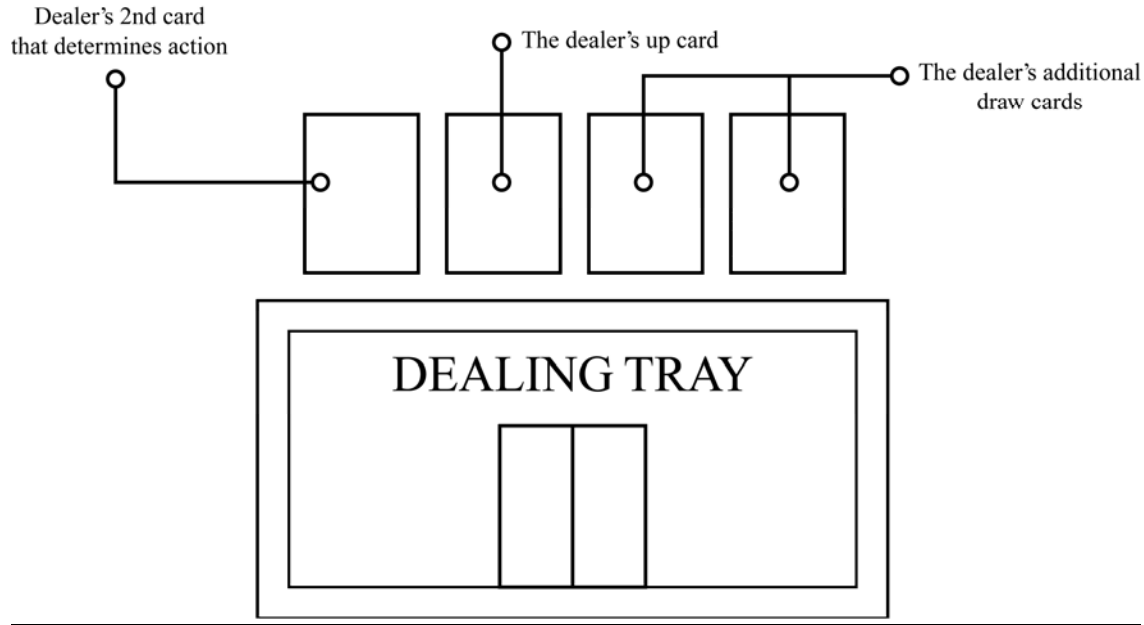 Dealer’s 2nd card
that determines action
The dealer’s up card
The dealer’s additional
draw cards
DEALING TRAY